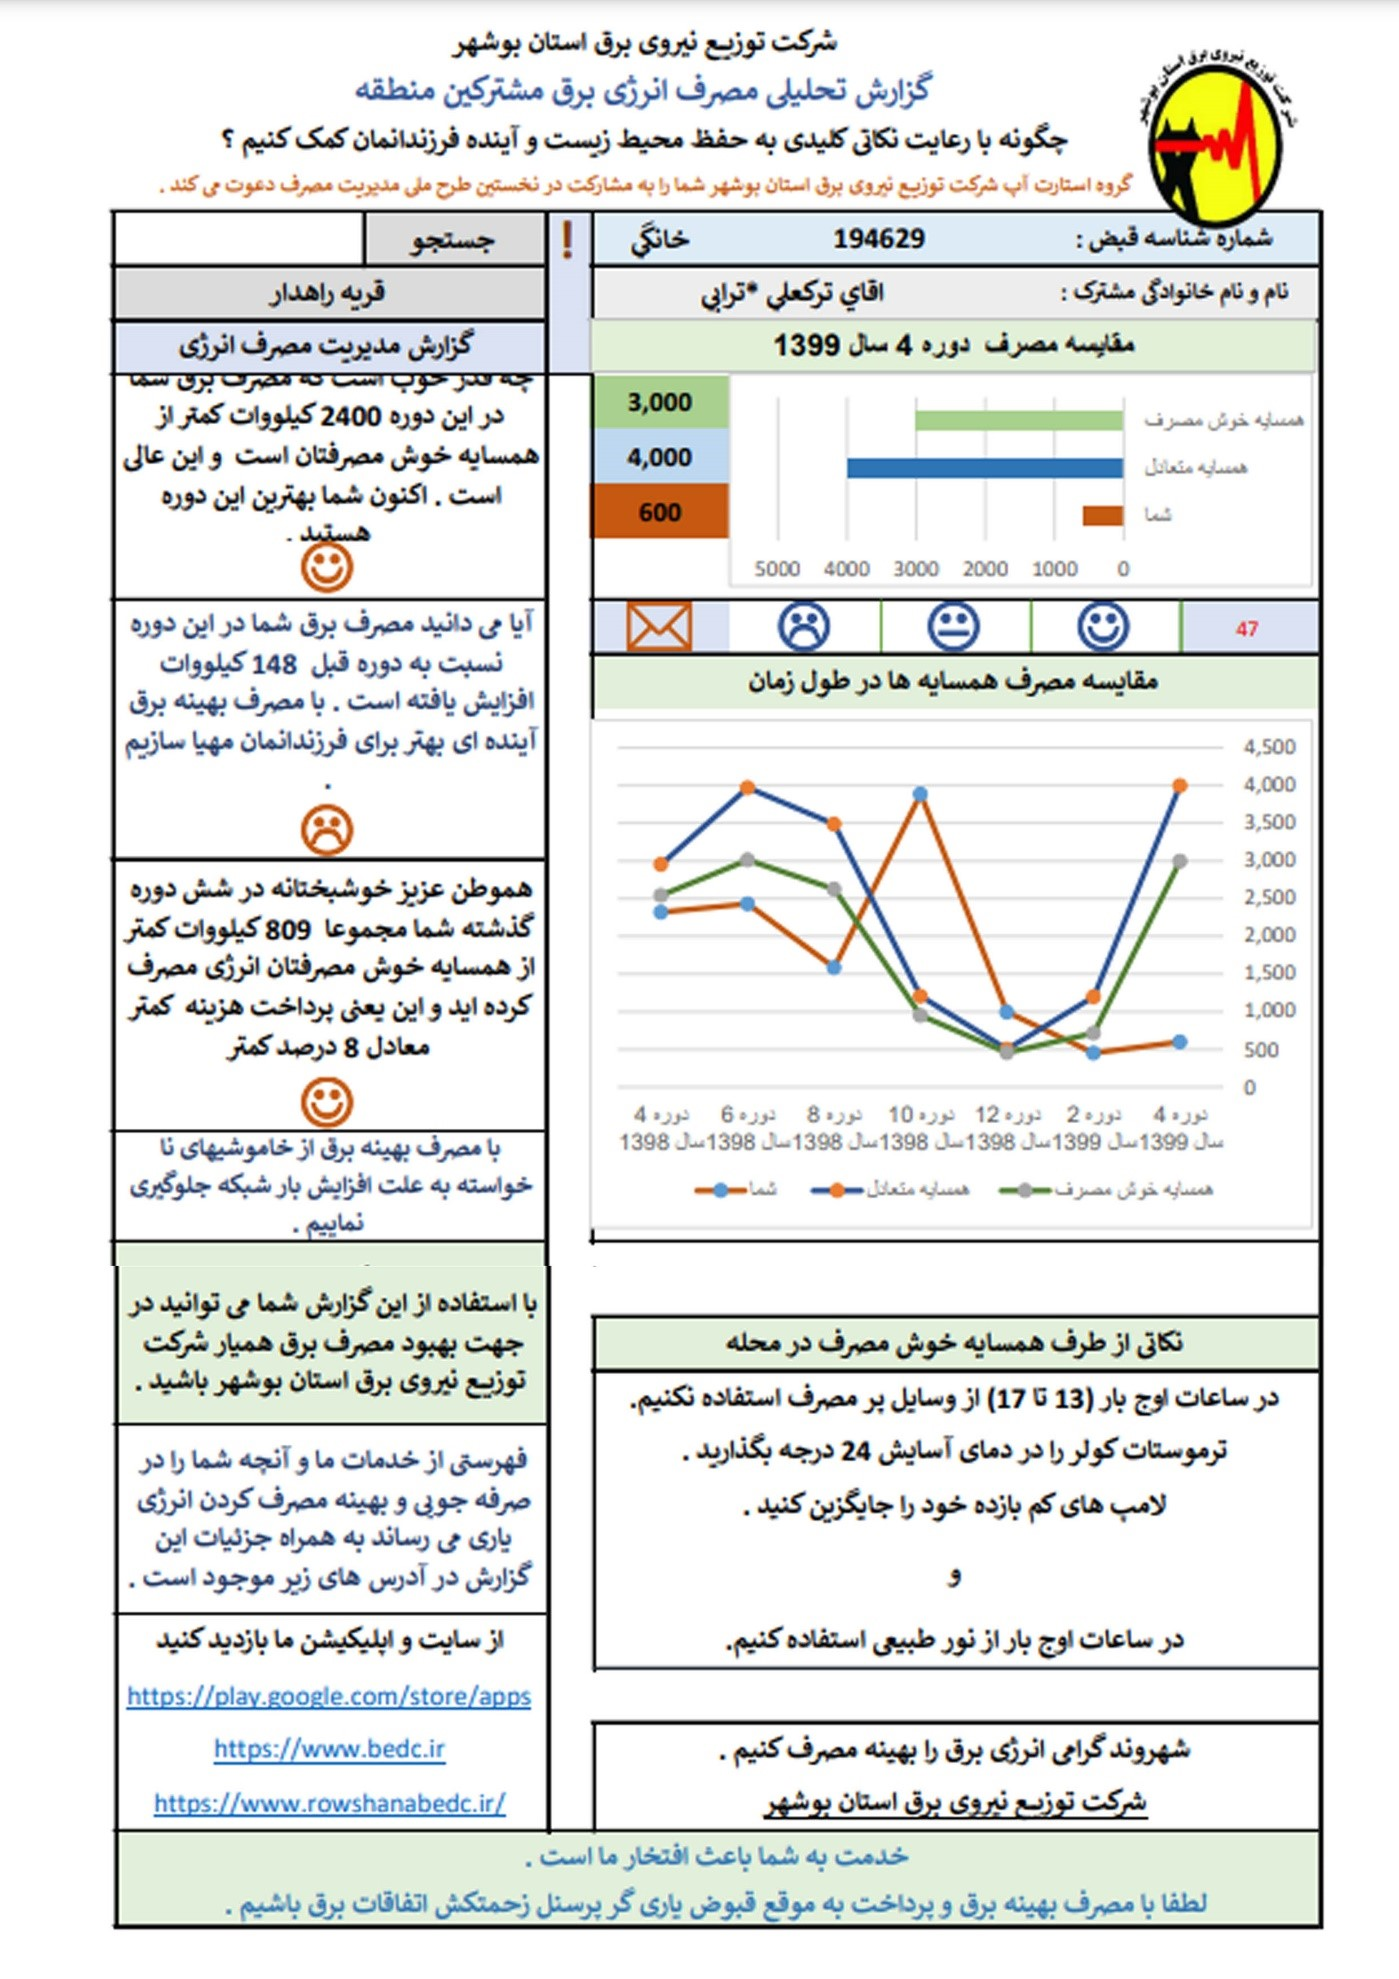 شرکت توزیع نیروی برق استان بوشهر
گزارش تحلیلی مصرف انرژی برق مشترکین منطقه
چگونه با رعایت نکاتی کلیدی به حفظ محیط زیست و آینده فرزندانمان کمک کنیم ؟
گروه استارت آپ شرکت توزیع نیروی برق استان بوشهر شما را به مشارکت در نخستین طرح ملی مدیریت مصرف دعوت می کند .
شرکت توزیع نیروی برق استان بوشهر
شماره شناسه قبض : 194629 خانگي
نام و نام خانوادگی مشترک : اقاي ترکعلي *ترابي
مقایسه مصرف دوره 4 سال 1399
3,000
4,000
600
همسایه خوش مصرف
همسایه متعادل
شما
5000 4000 3000 2000 1000 0
47
مقایسه مصرف همسایه ها در طول زمان
4,500
4,000
3,500
3,000
2,500
2,000
1,500
1,000
500
0
دوره 4 سال 1398
دوره 6 سال 1398
دوره 8 سال 1398
دوره 10 سال 1398
دوره 12 سال 1398
دوره 2 سال 1399
دوره 4 سال 1399
شما
همسایه متعادل
همسایه خوش مصرف
نکاتی از طرف همسایه خوش مصرف در محله
در ساعات اوج بار (13 تا 17) از وسایل پر مصرف استفاده نکنیم.
ترموستات کولر را در دمای آسایش 24 درجه بگذارید .
لامپ های کم بازده خود را جایگزین کنید .
و
در ساعات اوج بار از نور طبیعی استفاده کنیم.
شهروند گرامی انرژی برق را بهینه مصرف کنیم .
شرکت توزیع نیروی برق استان بوشهر
!
جستجو
قریه راهدار
گزارش مدیریت مصرف انرژی
چه قدر خوب است که مصرف برق شما
در این دوره 2400 کیلووات کمتر از
همسایه خوش مصرفتان است و این عالی
است . اکنون شما بهترین این دوره
هستید .
آیا می دانید مصرف برق شما در این دوره
نسبت به دوره قبل 148 کیلووات
افزایش یافته است . با مصرف بهینه برق
آینده ای بهتر برای فرزندانمان مهیا سازیم
.
هموطن عزیز خوشبختانه در شش دوره
گذشته شما مجموعا 809 کیلووات کمتر
از همسایه خوش مصرفتان انرژی مصرف
کرده اید و این یعنی پرداخت هزینه کمتر
معادل 8 درصد کمتر
با مصرف بهینه برق از خاموشیهای نا
خواسته به علت افزایش بار شبکه جلوگیری
نماییم .
با استفاده از این گزارش شما می توانید در
جهت بهبود مصرف برق همیار شرکت
توزیع نیروی برق استان بوشهر باشید .
فهرستی از خدمات ما و آنچه شما را در
صرفه جویی و بهینه مصرف کردن انرژی
یاری می رساند به همراه جزئیات این
گزارش در آدرس های زیر موجود است .
از سایت و اپلیکیشن ما بازدید کنید
https://play.google.com/store/apps
https://www.bedc.ir
https://www.rowshanabedc.ir/
خدمت به شما باعث افتخار ما است .
لطفا با مصرف بهینه برق و پرداخت به موقع قبوض یاری گر پرسنل زحمتکش اتفاقات برق باشیم .